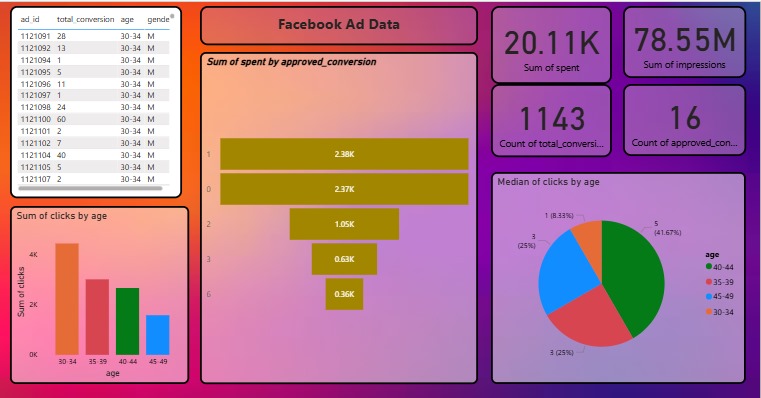 ad_id total_conversion age gende
1121091 28 30-34 M
1121092 13 30-34 M
1121094 1 30-34 M
1121095 5 30-34 M
1121096 11 30-34 M
1121097 1 30-34 M
1121098 24 30-34 M
1121100 60 30-34 M
1121101 2 30-34 M
1121102 7 30-34 M
1121104 40 30-34 M
1121105 5 30-34 M
1121107 2 30-34 M
Facebook Ad Data
20.11K
Sum of spent
78.55M
Sum of impressions
1143
Count of total_conversi...
16
Count of approved_con...
Sum of spent by approved_conversion
1 2.38K
0 2.37K
2 1.05K
3 0.63K
6 0.36K
Sum of clicks by age
Sum of clicks
4K
2K
0K
30-34 35-39 40-44 45-49
age
Median of clicks by age
1 (8.33%)
5
(41.67%)
3
(25%)
3 (25%)
age
40-44
35-39
45-49
30-34